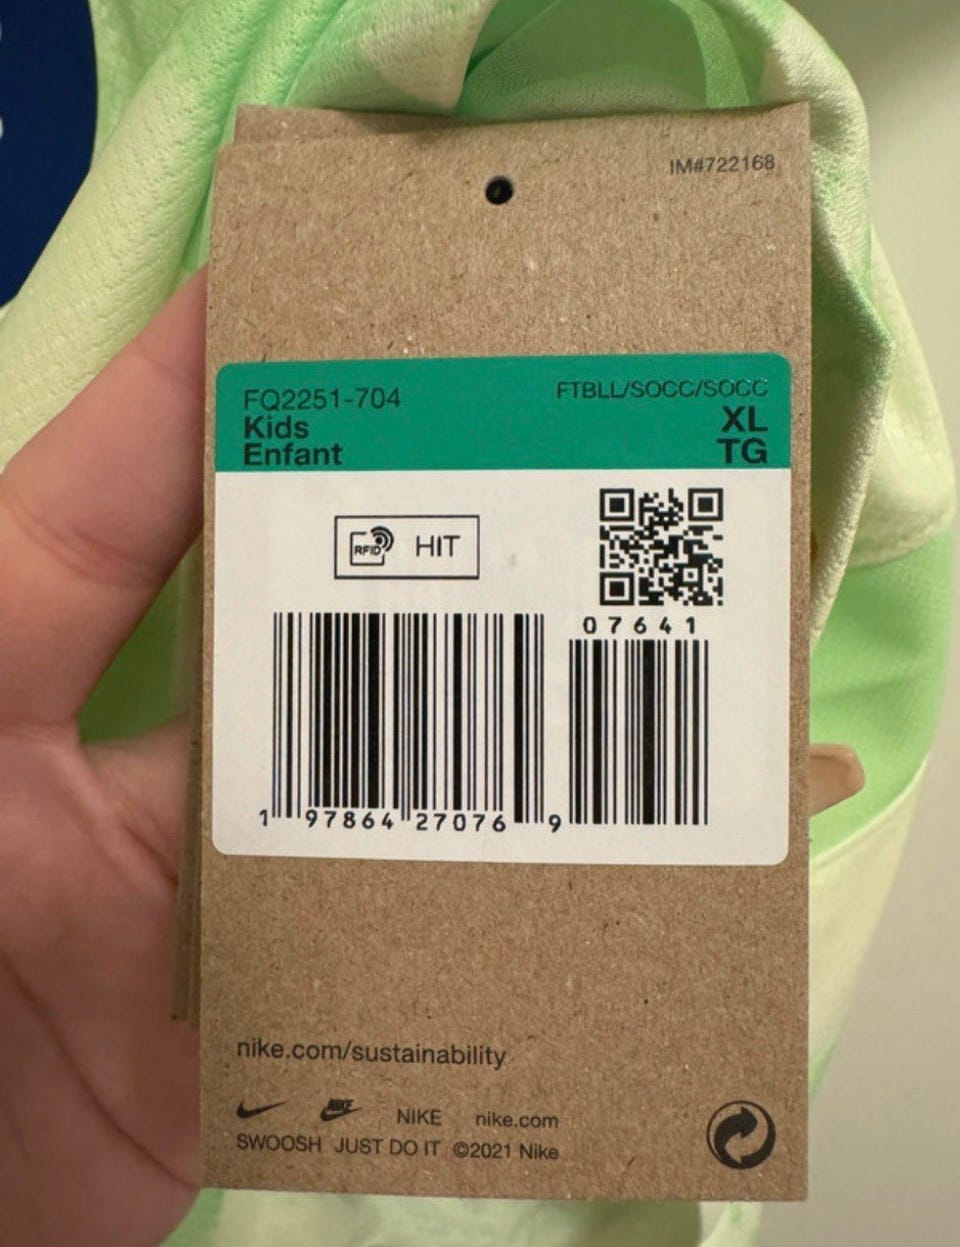 IM#722168
FQ2251-704
FTBLL/SOCC/SOCC
Kids
XL
Enfant
TG
RFID HIT
07641
1 97864 27076 9
nike.com/sustainability
NIKE NIKE nike.com
SWOOSH JUST DO IT ©2021 Nike